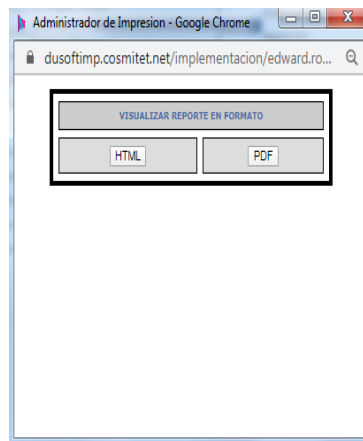 Administrador de Impresion - Google Chrome
dusoftimp.cosmitet.net/implementacion/edward.ro...
VISUALIZAR REPORTE EN FORMATO
HTML PDF